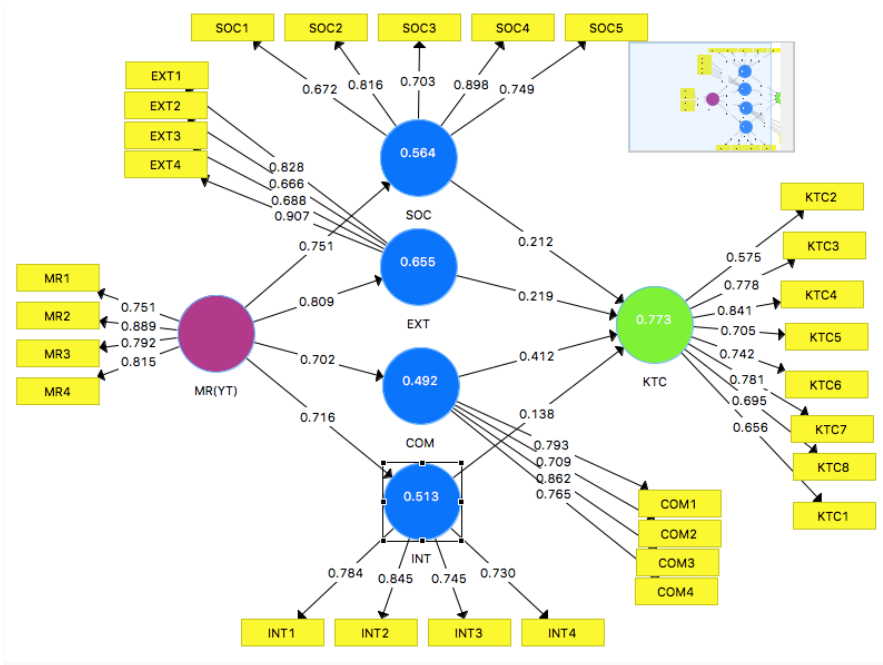 SOC1 SOC2 SOC3 SOC4 SOC5
EXT1
EXT2
EXT3
EXT4
0.672 0.816 0.703 0.898 0.749
0.564
SOC
0.828
0.666
0.688
0.907
0.751
0.655
EXT
0.809
MR1
MR2
MR3
MR4
0.751
0.889
0.792
0.815
MR(YT)
0.702
0.716
0.492
COM
0.513
INT
0.212
0.219
0.412
0.138
0.773
KTC
0.575
0.778
0.841
0.705
0.742
0.781
0.695
0.656
KTC2
KTC3
KTC4
KTC5
KTC6
KTC7
KTC8
KTC1
0.793
0.709
0.862
0.765
COM1
COM2
COM3
COM4
0.784 0.845 0.745 0.730
INT1 INT2 INT3 INT4